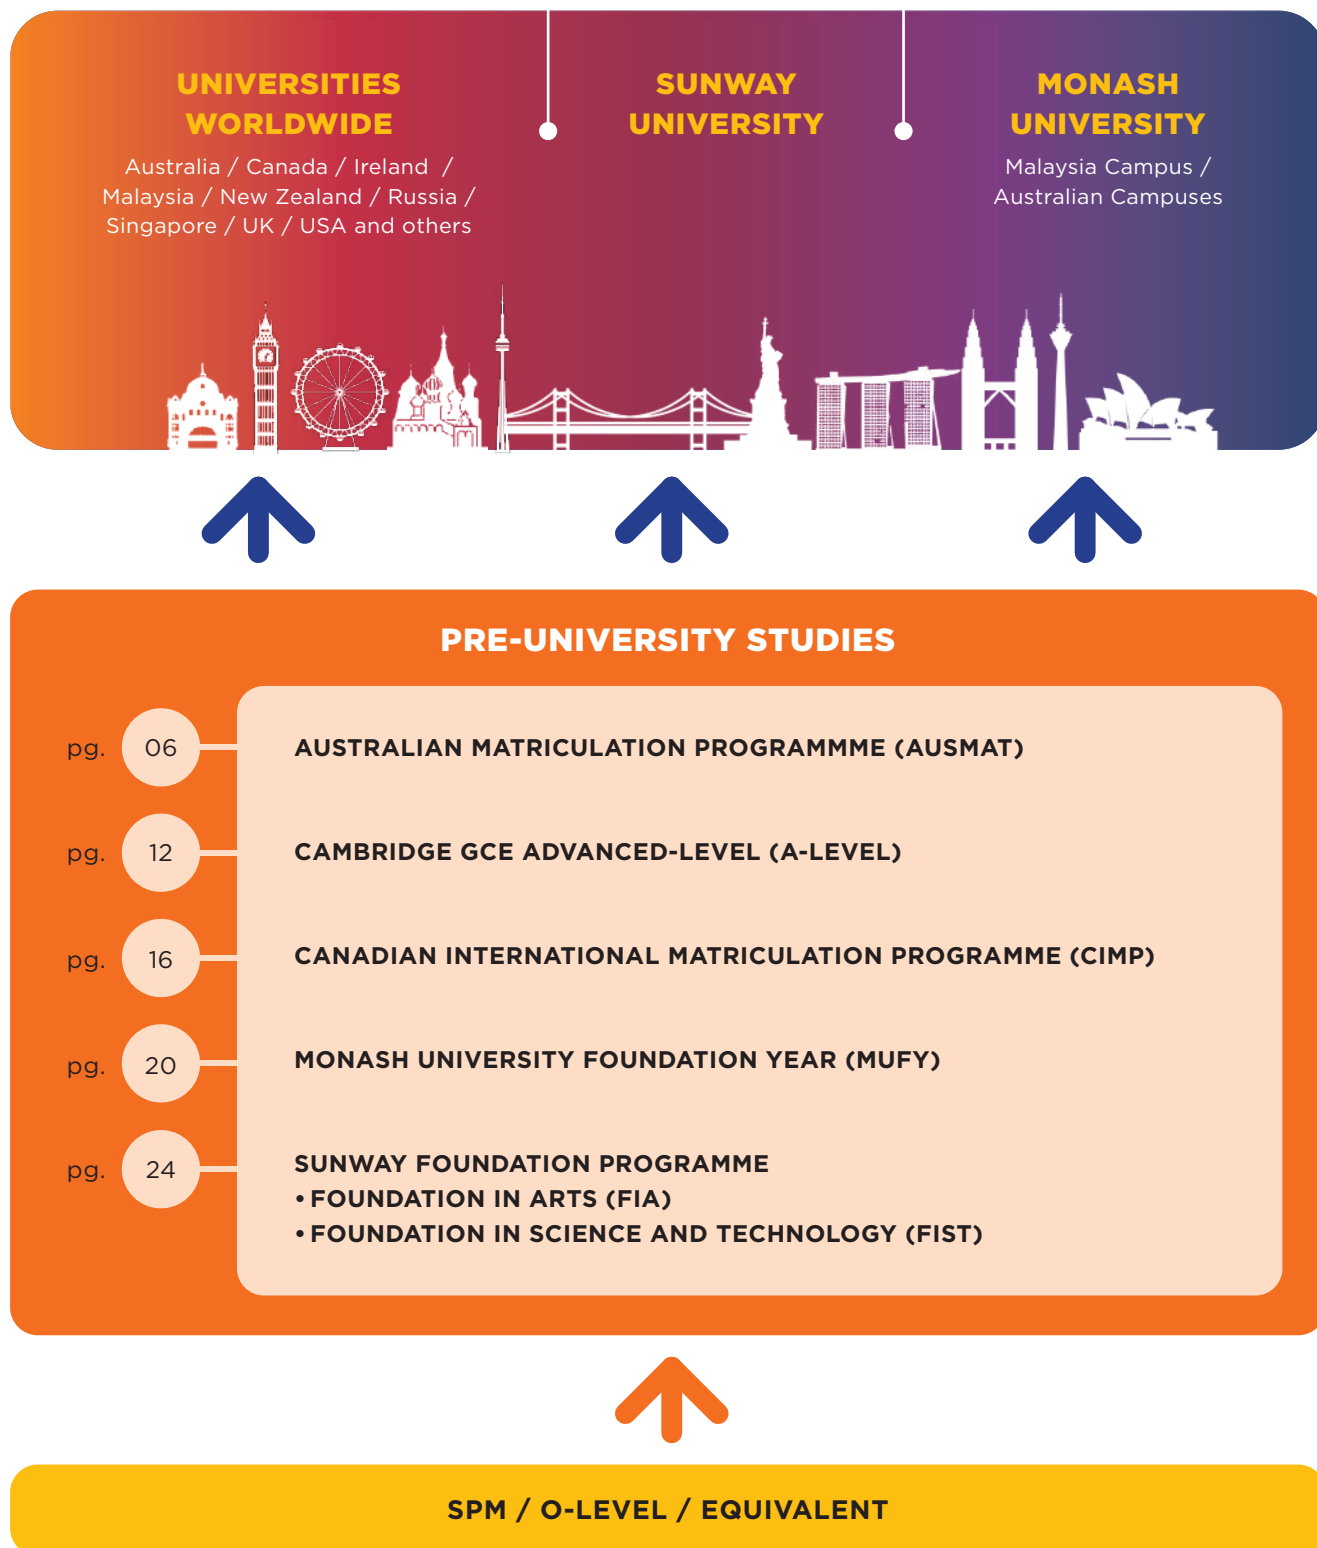 UNIVERSITIES
WORLDWIDE
Australia / Canada / Ireland /
Malaysia / New Zealand / Russia /
Singapore / UK / USA and others
SUNWAY
UNIVERSITY
MONASH
UNIVERSITY
Malaysia Campus /
Australian Campuses
PRE-UNIVERSITY STUDIES
pg. 06 AUSTRALIAN MATRICULATION PROGRAMMME (AUSMAT)
pg. 12 CAMBRIDGE GCE ADVANCED-LEVEL (A-LEVEL)
pg. 16 CANADIAN INTERNATIONAL MATRICULATION PROGRAMME (CIMP)
pg. 20 MONASH UNIVERSITY FOUNDATION YEAR (MUFY)
pg. 24 SUNWAY FOUNDATION PROGRAMME
• FOUNDATION IN ARTS (FIA)
• FOUNDATION IN SCIENCE AND TECHNOLOGY (FIST)
SPM / O-LEVEL / EQUIVALENT